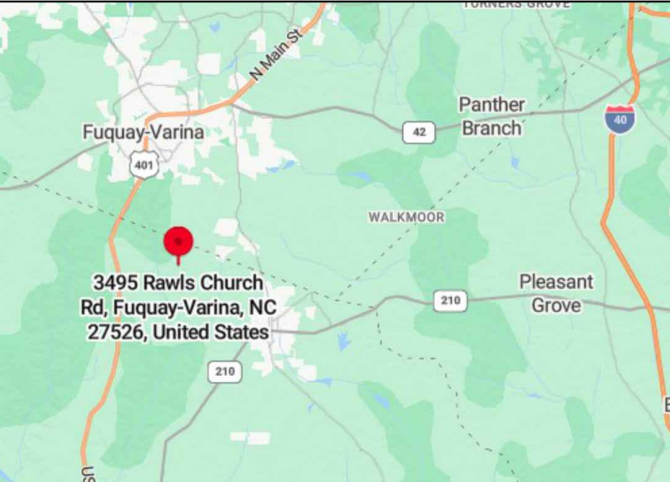 TURNERS GROVE
N Main St
40
Panther
Branch
42
Fuquay-Varina
401
WALKMOOR
3495 Rawls Church
Rd, Fuquay-Varina, NC
27526, United States
Pleasant
Grove
210
210
US